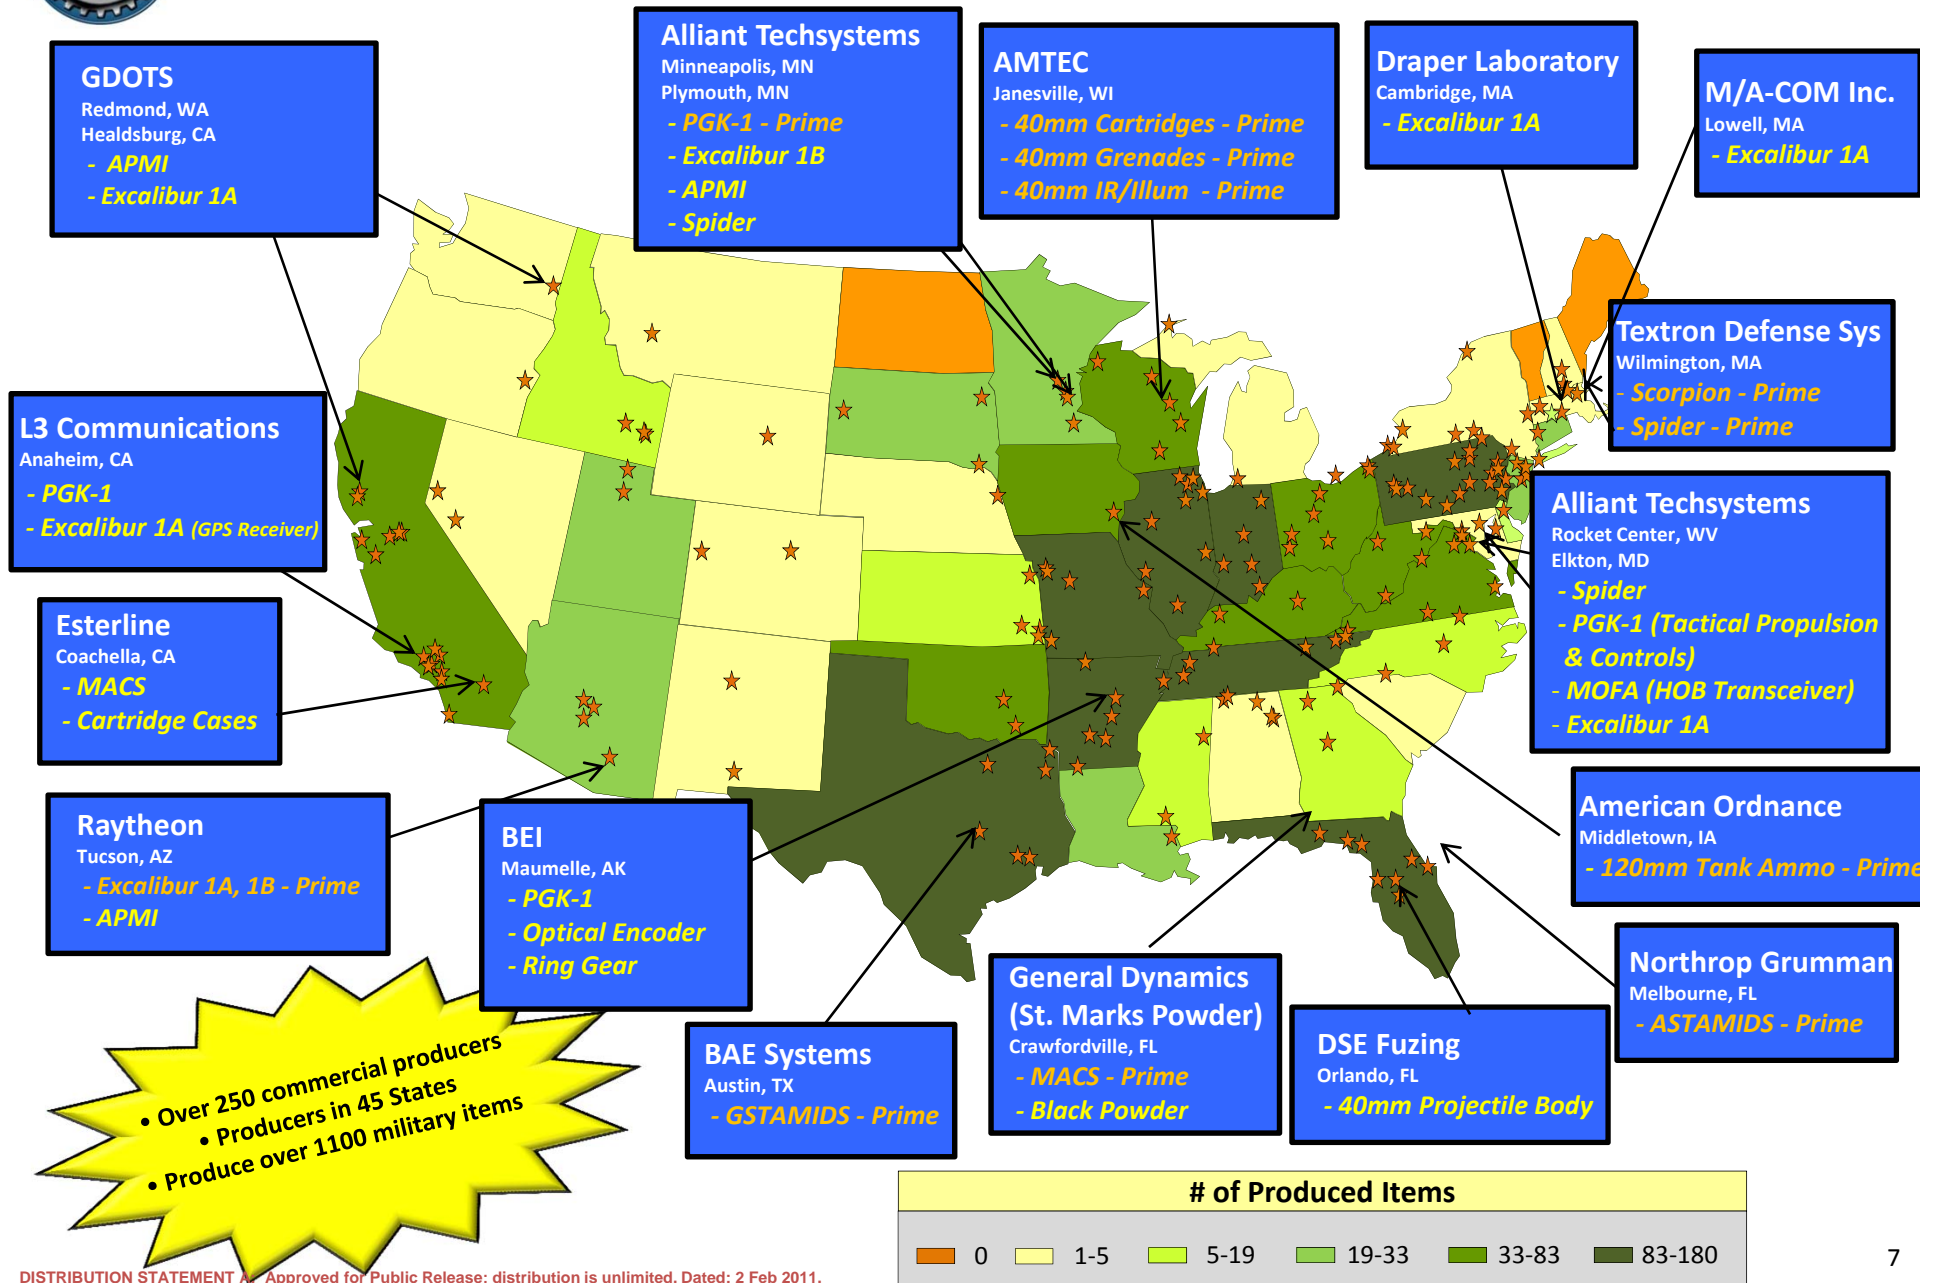 GDOTS
Redmond, WA
Healdsburg, CA
- APMI
- Excalibur 1A
Alliant Techsystems
Minneapolis, MN
Plymouth, MN
- PGK-1 - Prime
- Excalibur 1B
- APMI
- Spider
AMTEC
Janesville, WI
- 40mm Cartridges - Prime
- 40mm Grenades - Prime
- 40mm IR/Illum - Prime
Draper Laboratory
Cambridge, MA
- Excalibur 1A
M/A-COM Inc.
Lowell, MA
- Excalibur 1A
Textron Defense Sys
Wilmington, MA
- Scorpion - Prime
- Spider - Prime
L3 Communications
Anaheim, CA
- PGK-1
- Excalibur 1A (GPS Receiver)
Alliant Techsystems
Rocket Center, WV
Elkton, MD
- Spider
- PGK-1 (Tactical Propulsion
& Controls)
- MOFA (HOB Transceiver)
- Excalibur 1A
Esterline
Coachella, CA
- MACS
- Cartridge Cases
Raytheon
Tucson, AZ
- Excalibur 1A, 1B - Prime
- APMI
BEI
Maumelle, AK
- PGK-1
- Optical Encoder
- Ring Gear
American Ordnance
Middletown, IA
- 120mm Tank Ammo - Prime
Northrop Grumman
Melbourne, FL
- ASTAMIDS - Prime
General Dynamics
(St. Marks Powder)
Crawfordville, FL
- MACS - Prime
- Black Powder
DSE Fuzing
Orlando, FL
- 40mm Projectile Body
BAE Systems
Austin, TX
- GSTAMIDS - Prime
• Over 250 commercial producers
• Producers in 45 States
• Produce over 1100 military items
# of Produced Items
0 1-5 5-19 19-33 33-83 83-180
7
DISTRIBUTION STATEMENT A: Approved for Public Release: distribution is unlimited. Dated: 2 Feb 2011.